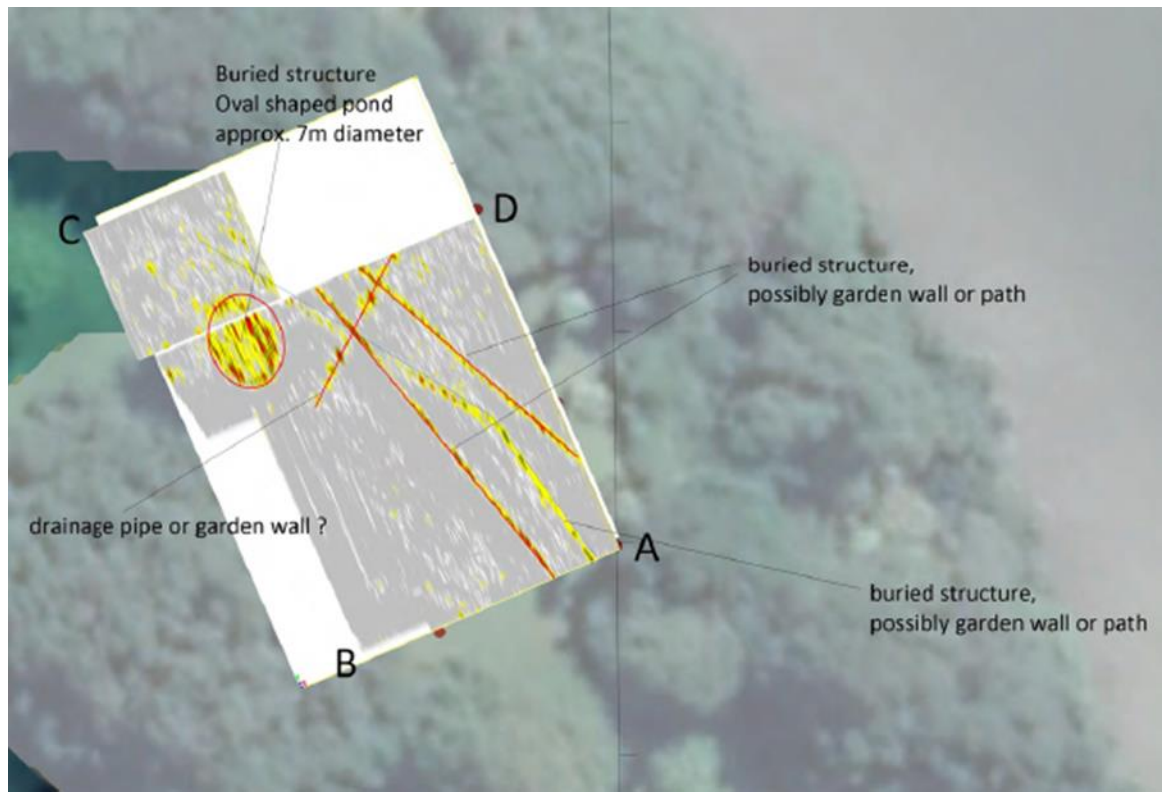 Buried structure
Oval shaped pond
approx. 7m diameter
C
D
buried structure,
possibly garden wall or path
drainage pipe or garden wall ?
A
buried structure,
possibly garden wall or path
B